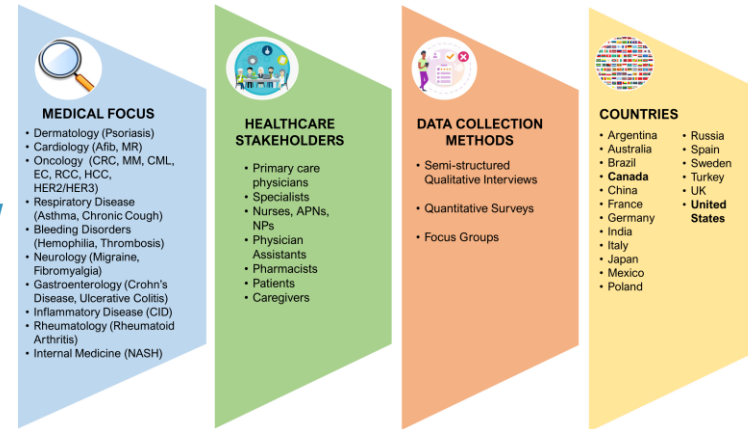 MEDICAL FOCUS
• Dermatology (Psoriasis)
• Cardiology (Afib, MR)
• Oncology (CRC, MM, CML,
EC, RCC, HCC,
HER2/HER3)
• Respiratory Disease
(Asthma, Chronic Cough)
• Bleeding Disorders
(Hemophilia, Thrombosis)
• Neurology (Migraine,
Fibromyalgia)
• Gastroenterology (Crohn's
Disease, Ulcerative Colitis)
• Inflammatory Disease (CID)
• Rheumatology (Rheumatoid
Arthritis)
• Internal Medicine (NASH)
HEALTHCARE
STAKEHOLDERS
• Primary care
physicians
• Specialists
• Nurses, APNs,
NPs
• Physician
Assistants
• Pharmacists
• Patients
• Caregivers
DATA COLLECTION
METHODS
• Semi-structured
Qualitative Interviews
• Quantitative Surveys
• Focus Groups
COUNTRIES
• Argentina
• Australia
• Brazil
• Canada
• China
• France
• Germany
• India
• Italy
• Japan
• Mexico
• Poland
• Russia
• Spain
• Sweden
• Turkey
• UK
• United
States